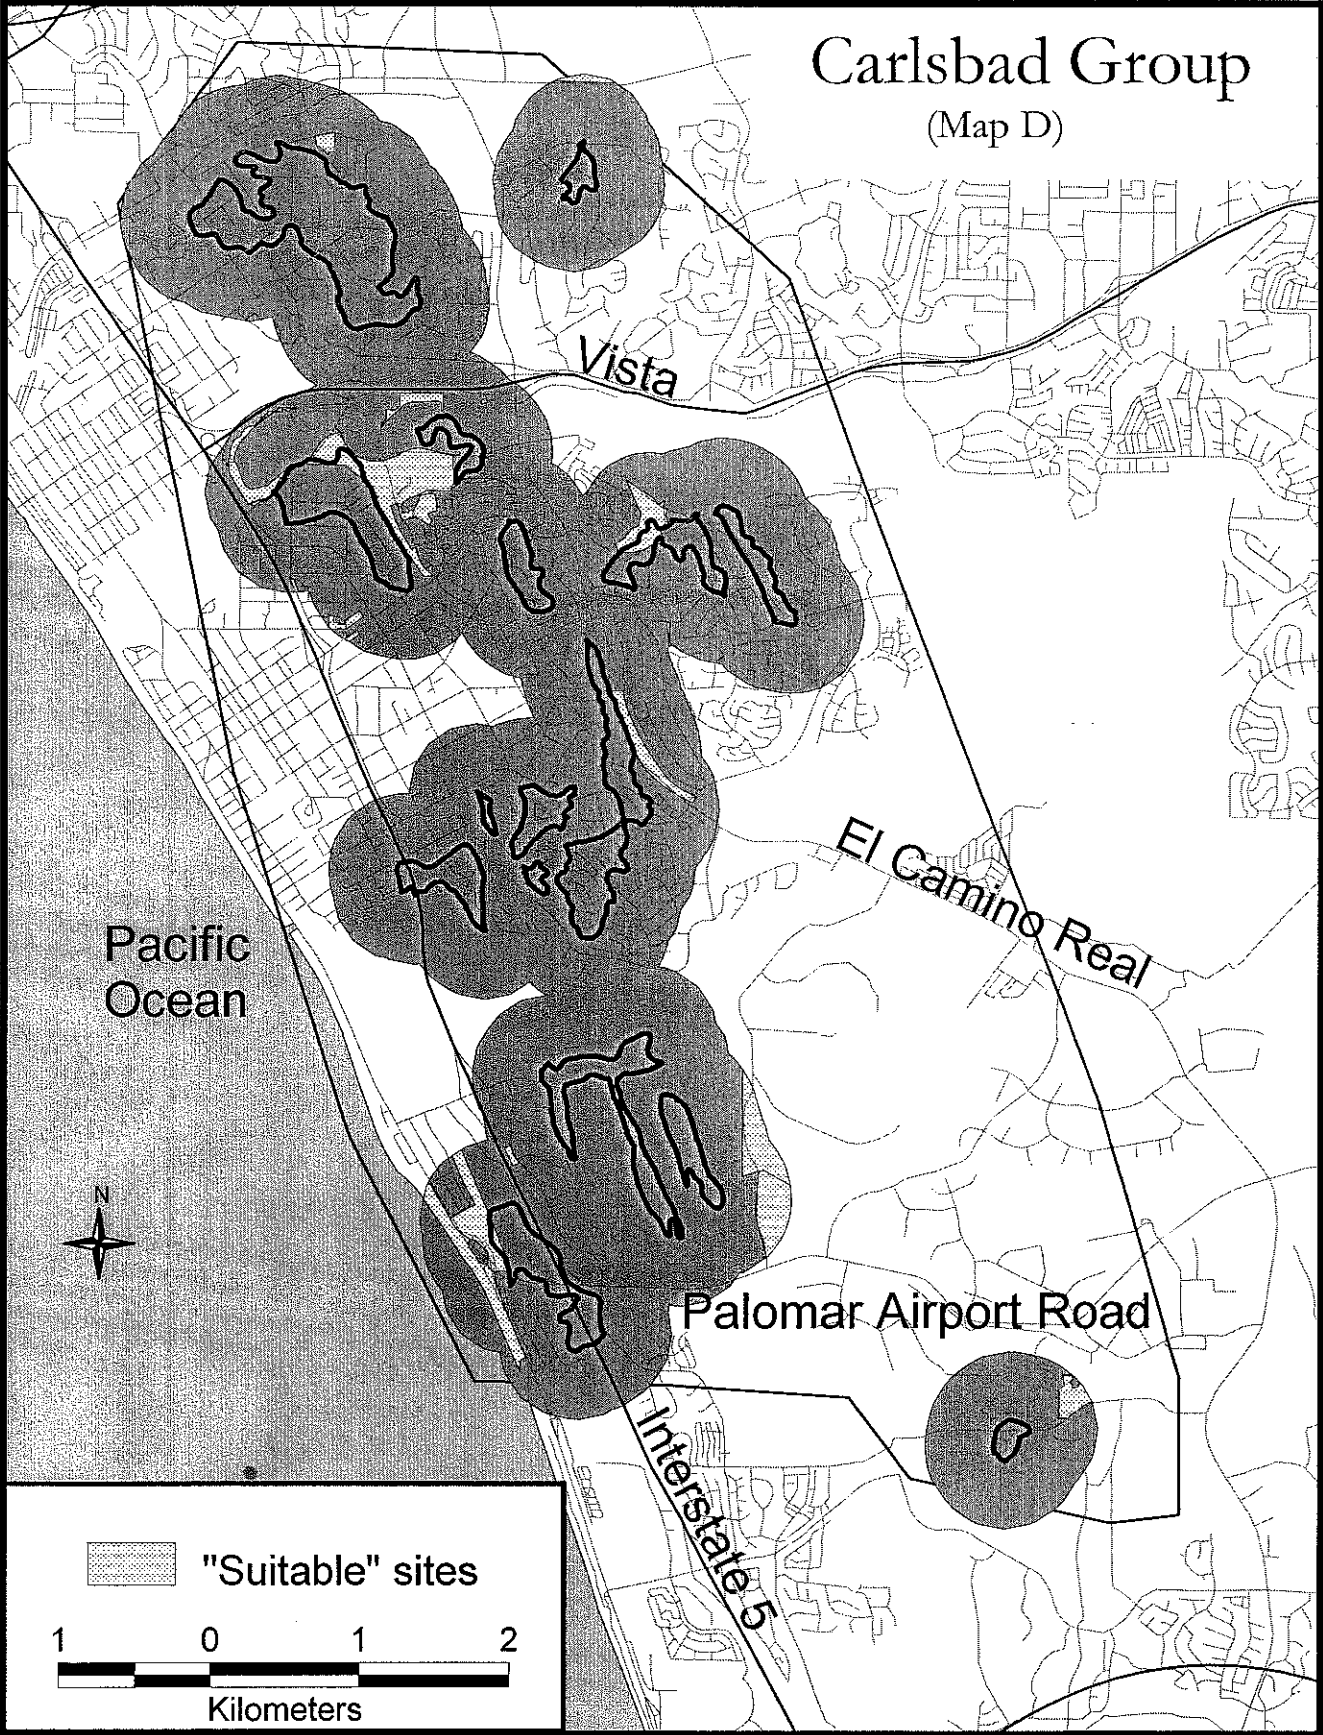 Carlsbad Group
(Map D)
Vista
El Camino Real
Pacific
Ocean
N
Palomar Airport Road
Interstate 5
"Suitable" sites
1 0 1 2
Kilometers